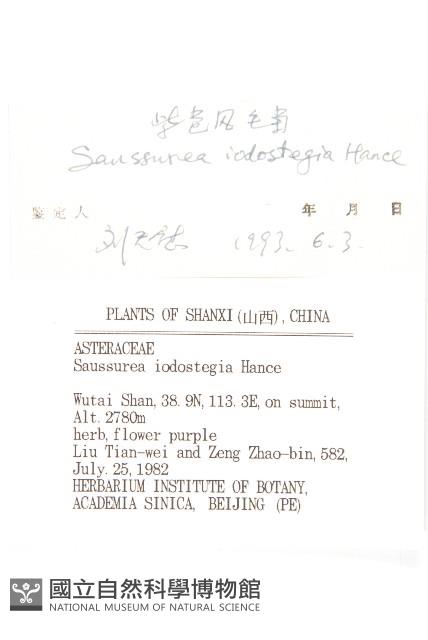 紫苞风毛菊
Saussurea iodostegia Hance
鉴定人 年 月 日
刘天慰 1993. 6. 3.
PLANTS OF SHANXI(山西), CHINA
ASTERACEAE
Saussurea iodostegia Hance
Wutai Shan, 38. 9N, 113. 3E, on summit,
Alt. 2780m
herb, flower purple
Liu Tian-wei and Zeng Zhao-bin, 582,
July. 25, 1982
HERBARIUM INSTITUTE OF BOTANY,
ACADEMIA SINICA, BEIJING (PE)
國立自然科學博物館
NATIONAL MUSEUM OF NATURAL SCIENCE